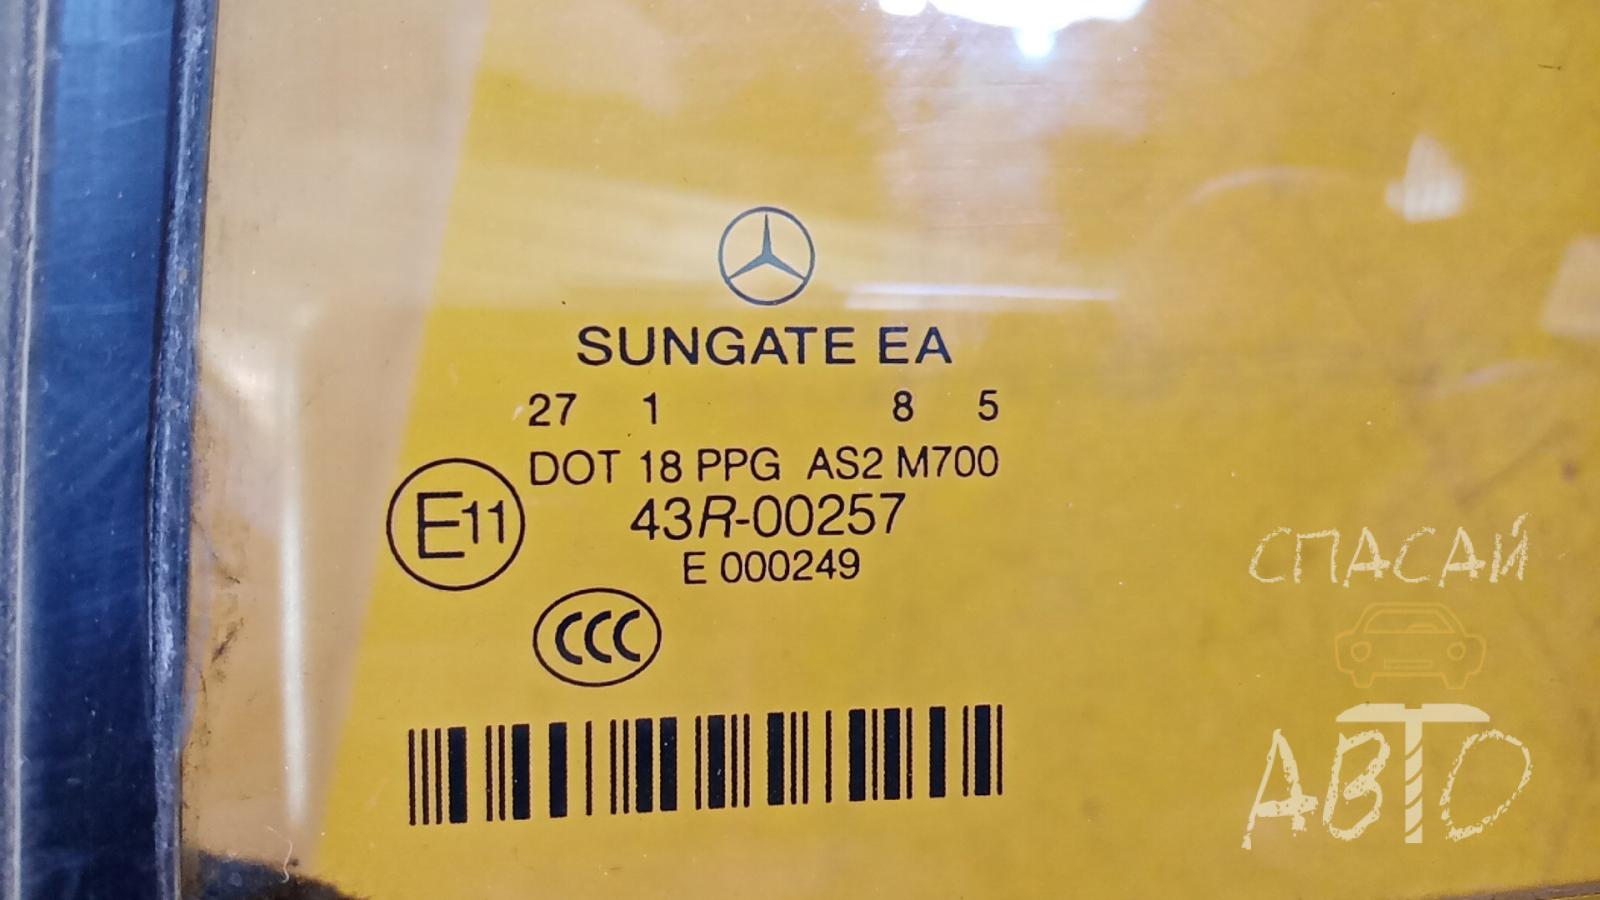 SUNGATE EA
27 1 8 5
DOT 18 PPG AS2 M700
E11
43R-00257
E 000249
CCC
СПАСАЙ
АВТО